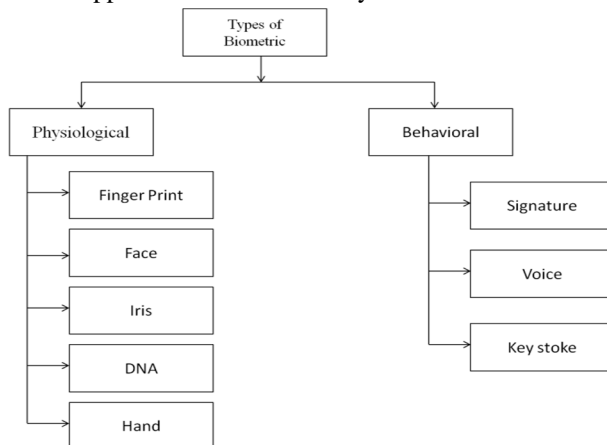 Types of
Biometric
Physiological
Behavioral
Finger Print
Face
Iris
DNA
Hand
Signature
Voice
Key stoke